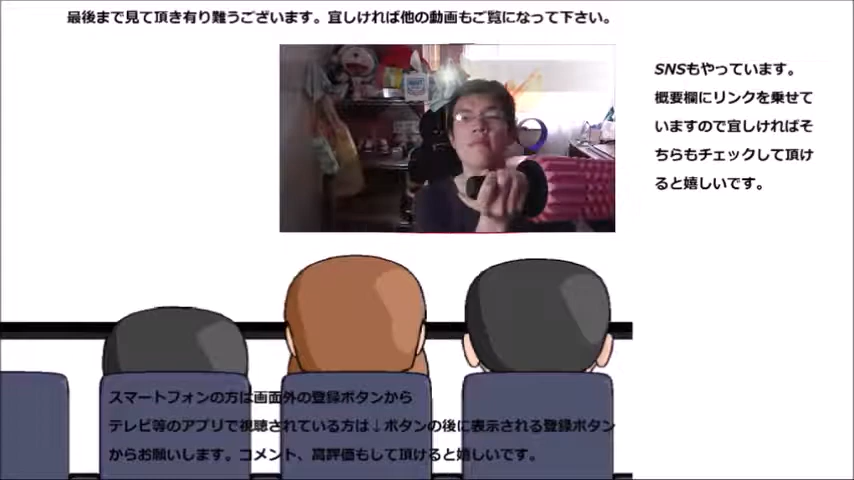 最後まで見て頂き有り難うございます。宜しければ他の動画もご覧になって下さい。
SNSもやっています。
概要欄にリンクを乗せて
いますので宜しければそ
ちらもチェックして頂け
ると嬉しいです。
スマートフォンの方は画面外の登録ボタンから
テレビ等のアプリで視聴されている方は↓ボタンの後に表示される登録ボタン
からお願いします。コメント、高評価もして頂けると嬉しいです。